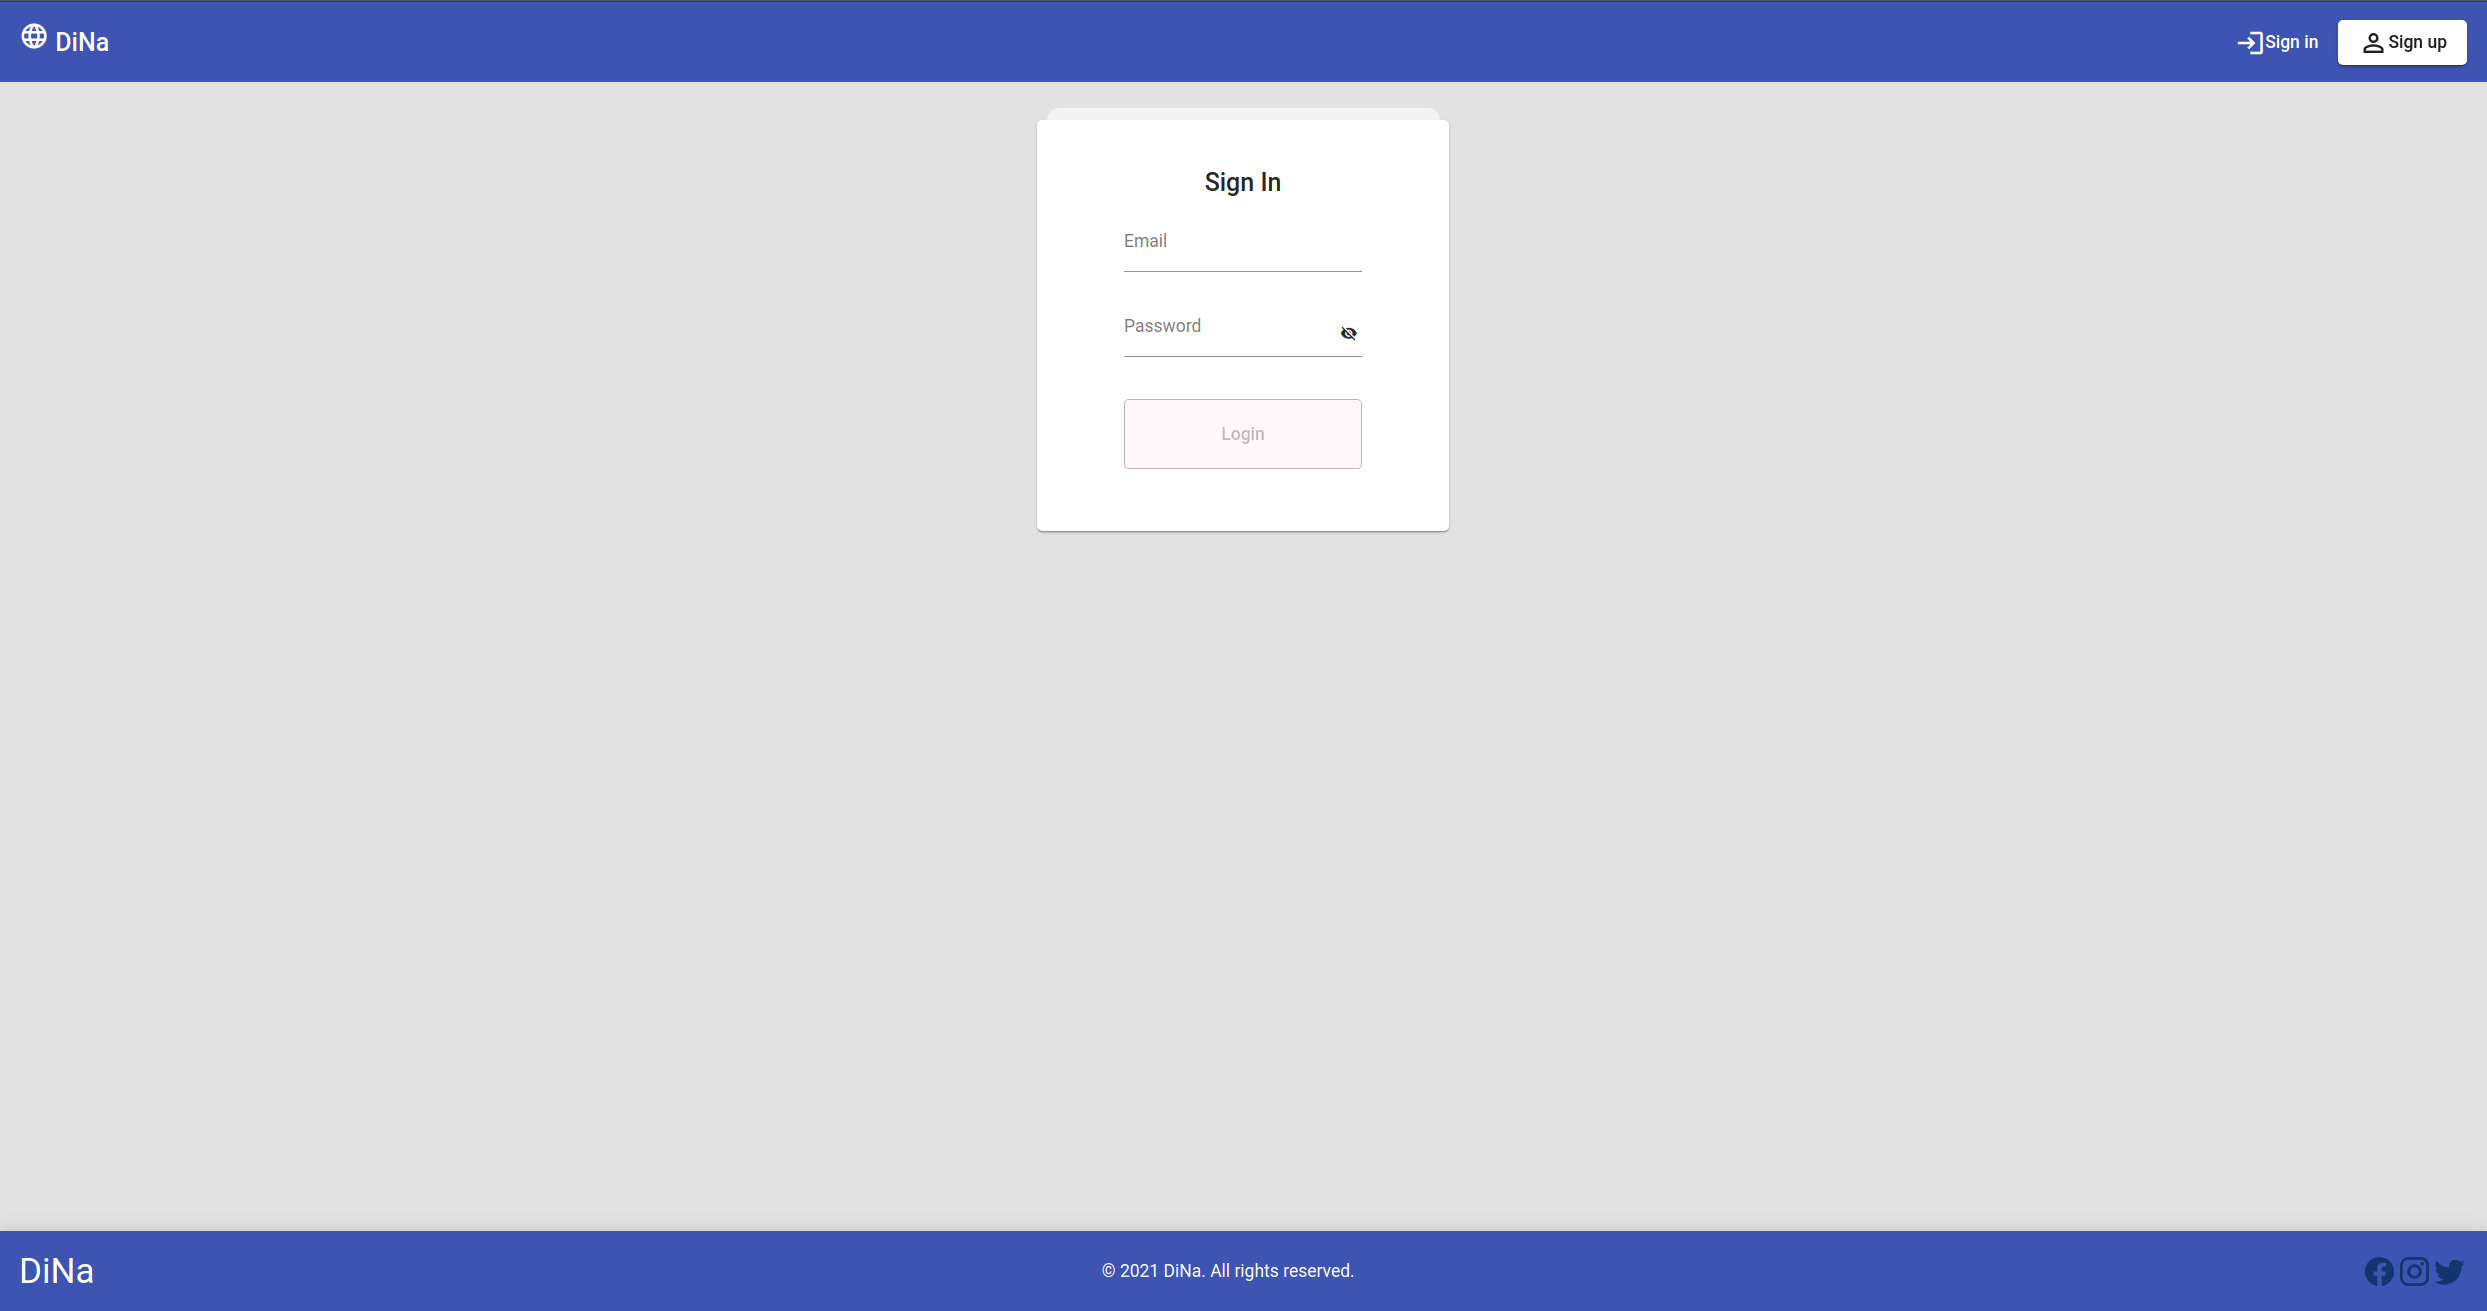 DiNa
Sign in
Sign up
Sign In
Email
Password
Login
DiNa
© 2021 DiNa. All rights reserved.